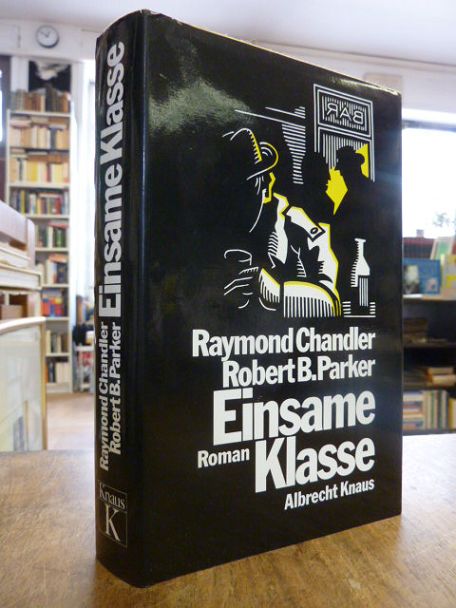 Raymond Chandler
Robert B. Parker
Einsame Klasse
Knaus
K
BAR
Raymond Chandler
Robert B. Parker
Einsame
Roman Klasse
Albrecht Knaus